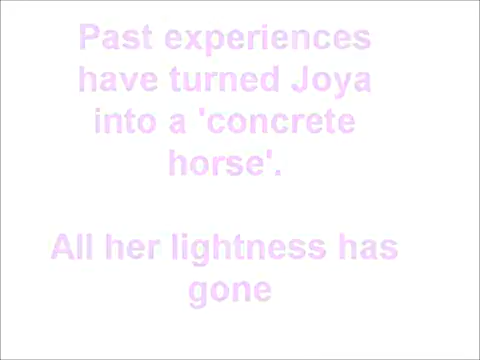 Past experiences
have turned Joya
into a 'concrete
horse'.
All her lightness has
gone